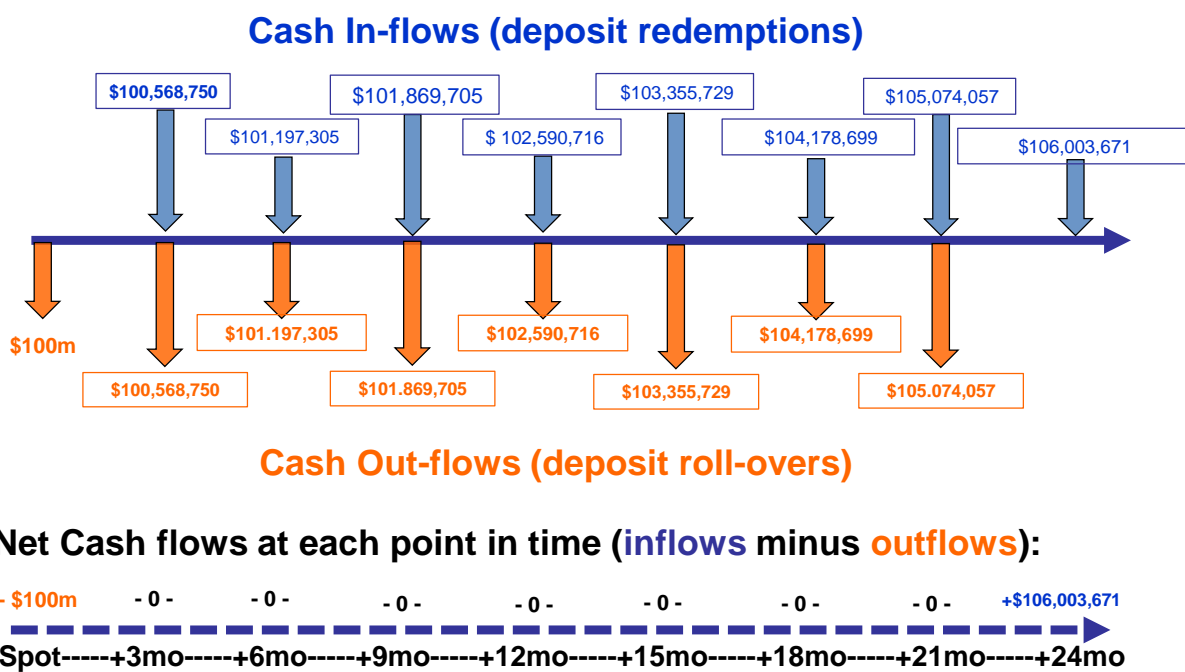 Cash In-flows (deposit redemptions)
$100,568,750
$101,869,705
$103,355,729
$105,074,057
$101,197,305
$ 102,590,716
$104,178,699
$106,003,671
$100m
$101.197,305
$102,590,716
$104,178,699
$100,568,750
$101.869,705
$103,355,729
$105.074,057
Cash Out-flows (deposit roll-overs)
Net Cash flows at each point in time (inflows minus outflows):
- $100m - 0 - - 0 - - 0 - - 0 - - 0 - - 0 - - 0 - +$106,003,671
Spot-----+3mo-----+6mo-----+9mo-----+12mo-----+15mo-----+18mo-----+21mo-----+24mo